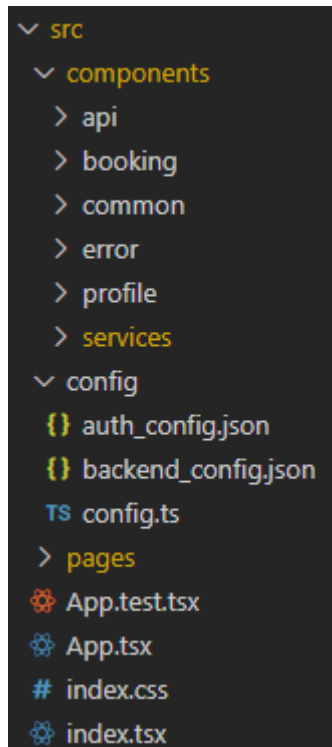 src
components
api
booking
common
error
profile
services
config
{} auth_config.json
{} backend_config.json
TS config.ts
pages
App.test.tsx
App.tsx
# index.css
index.tsx